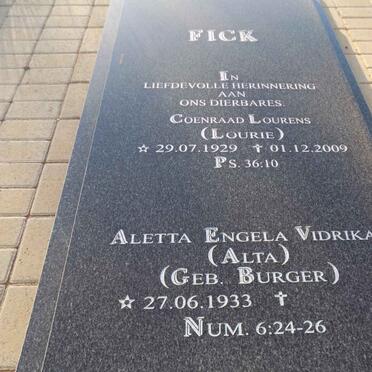 FICK
IN
LIEFDEVOLLE HERINNERING
AAN
ONS DIERBARES.
COENRAAD LOURENS
(LOURIE)
☆ 29.07.1929 ✝ 01.12.2009
PS. 36:10
ALETTA ENGELA VIDRIKA
(ALTA)
(GEB. BURGER)
☆ 27.06.1933 ✝
NUM. 6:24-26